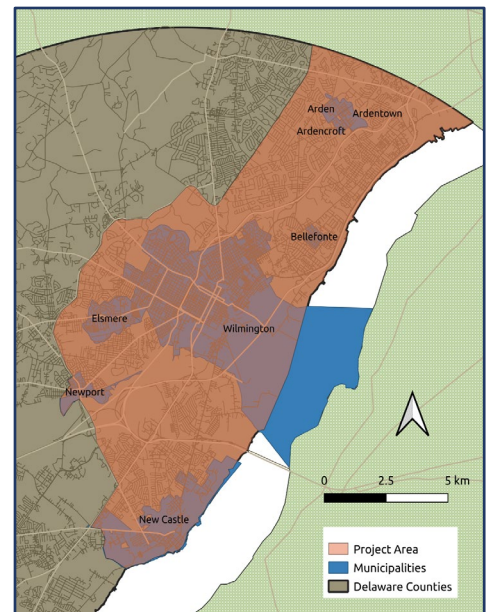 Arden
Ardentown
Ardencroft
Bellefonte
Elsmere
Wilmington
Newport
New Castle
0 2.5 5 km
Project Area
Municipalities
Delaware Counties